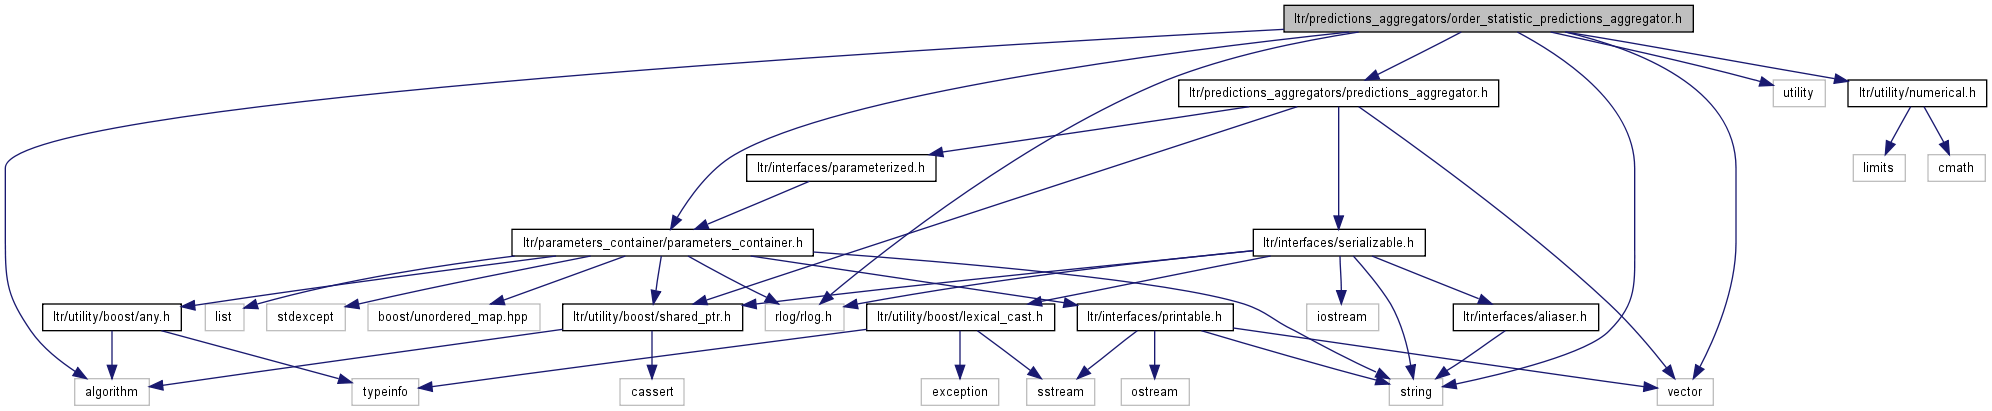 ltr/predictions_aggregators/order_statistic_predictions_aggregator.h
ltr/predictions_aggregators/predictions_aggregator.h
utility
ltr/utility/numerical.h
ltr/interfaces/parameterized.h
limits
cmath
ltr/parameters_container/parameters_container.h
ltr/interfaces/serializable.h
ltr/utility/boost/any.h
list
stdexcept
boost/unordered_map.hpp
ltr/utility/boost/shared_ptr.h
rlog/rlog.h
ltr/utility/boost/lexical_cast.h
ltr/interfaces/printable.h
iostream
ltr/interfaces/aliaser.h
algorithm
typeinfo
cassert
exception
sstream
ostream
string
vector